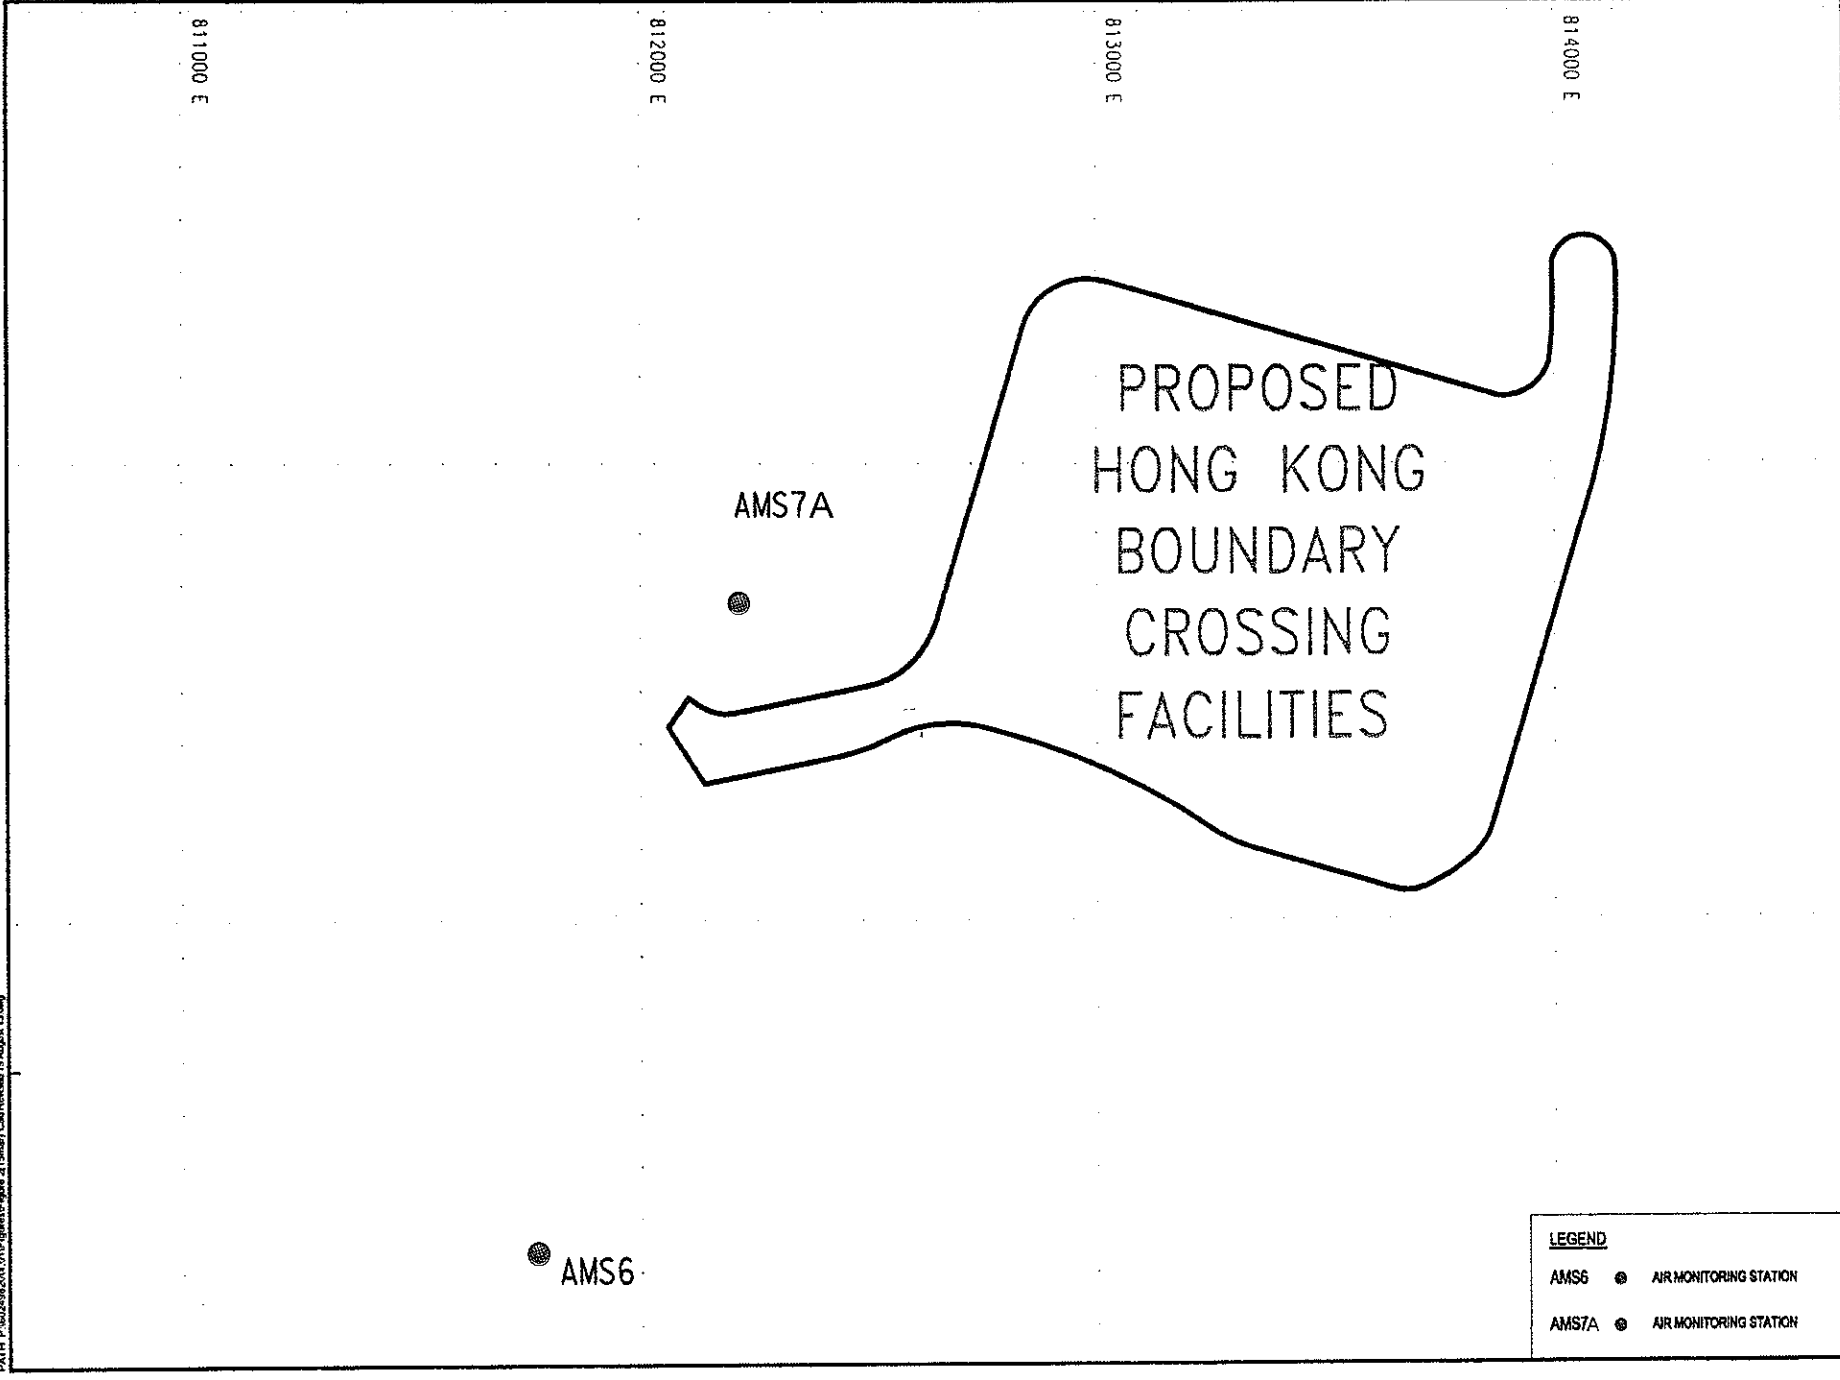 811000 E
812000 E
813000 E
814000 E
PROPOSED
HONG KONG
BOUNDARY
CROSSING
FACILITIES
AMS7A
AMS6
LEGEND
AMS6 AIR MONITORING STATION
AMS7A AIR MONITORING STATION